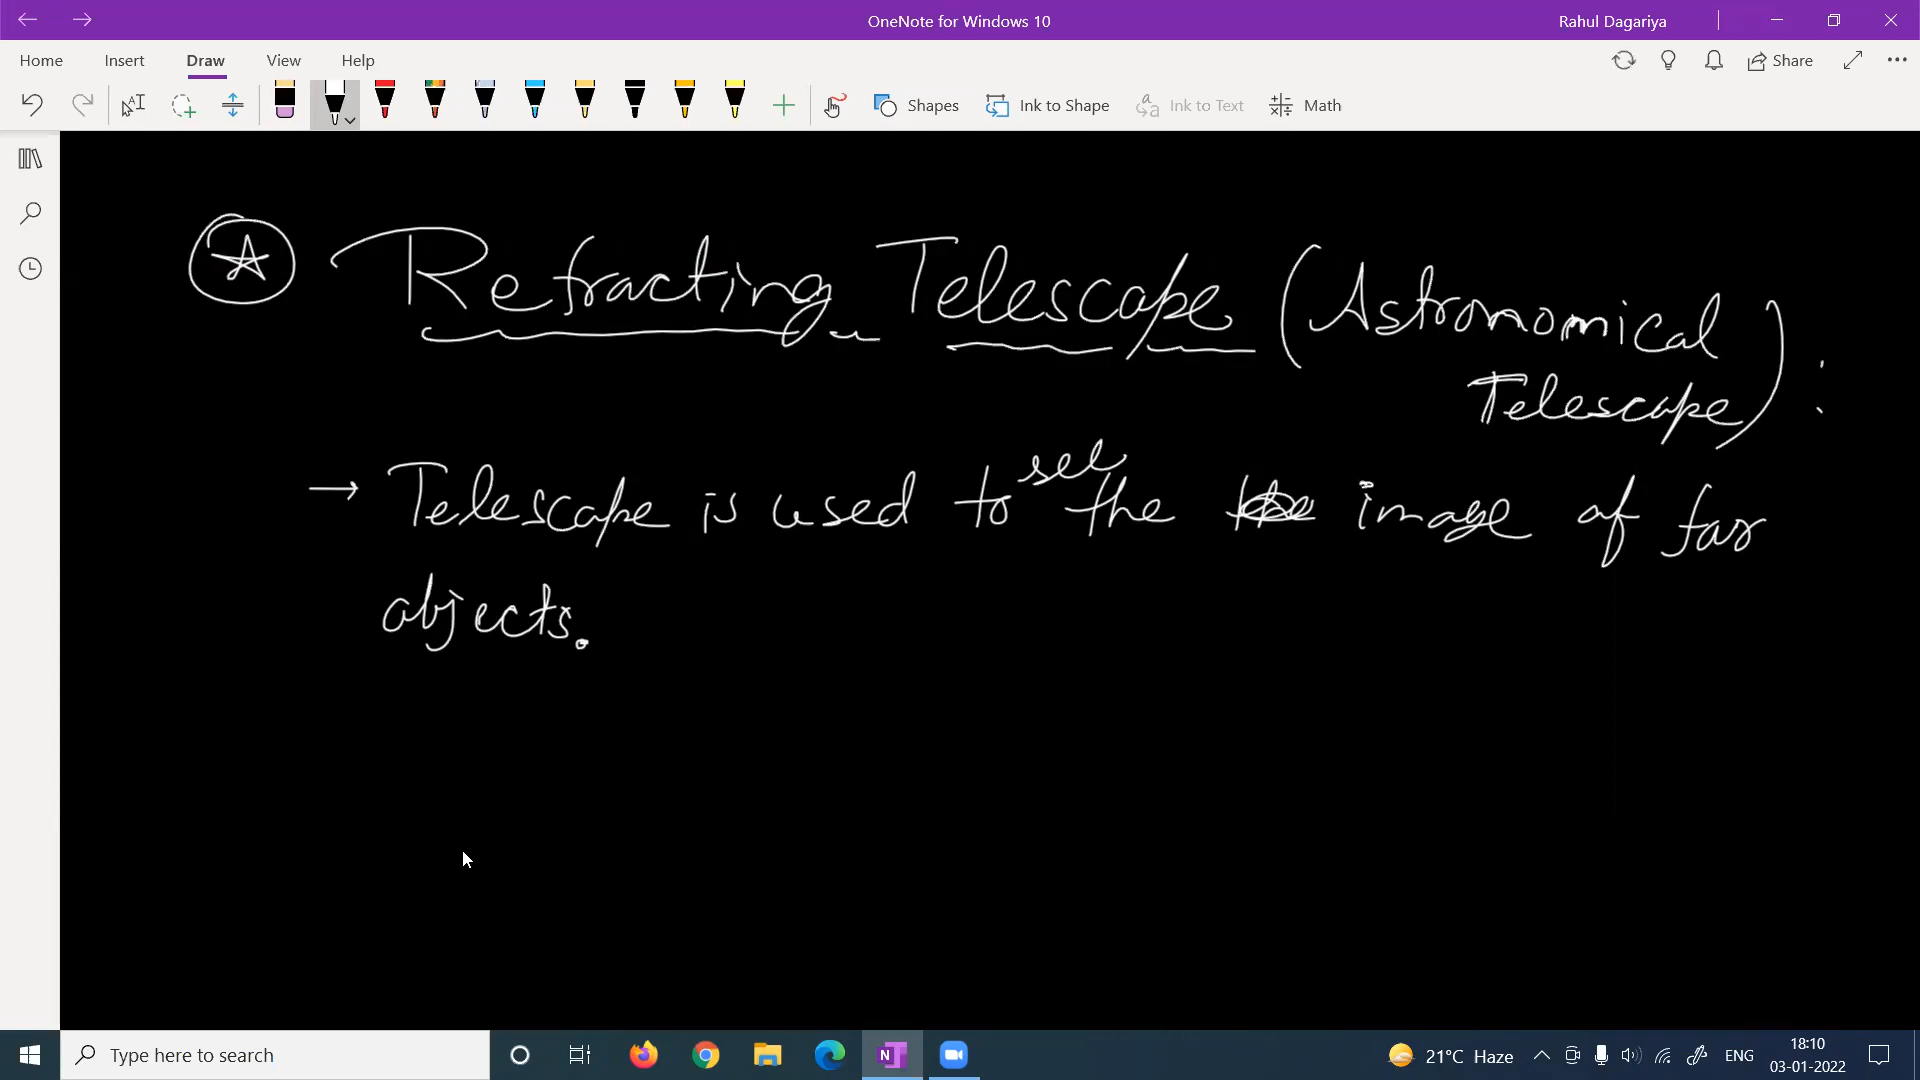 OneNote for Windows 10
Rahul Dagariya
Home Insert Draw View Help
Share
Shapes Ink to Shape Ink to Text Math
Refracting Telescope (Astronomical
Telescope) :
→ Telescope is used to see the image of far
objects.
Type here to search
21°C Haze
ENG
18:10
03-01-2022